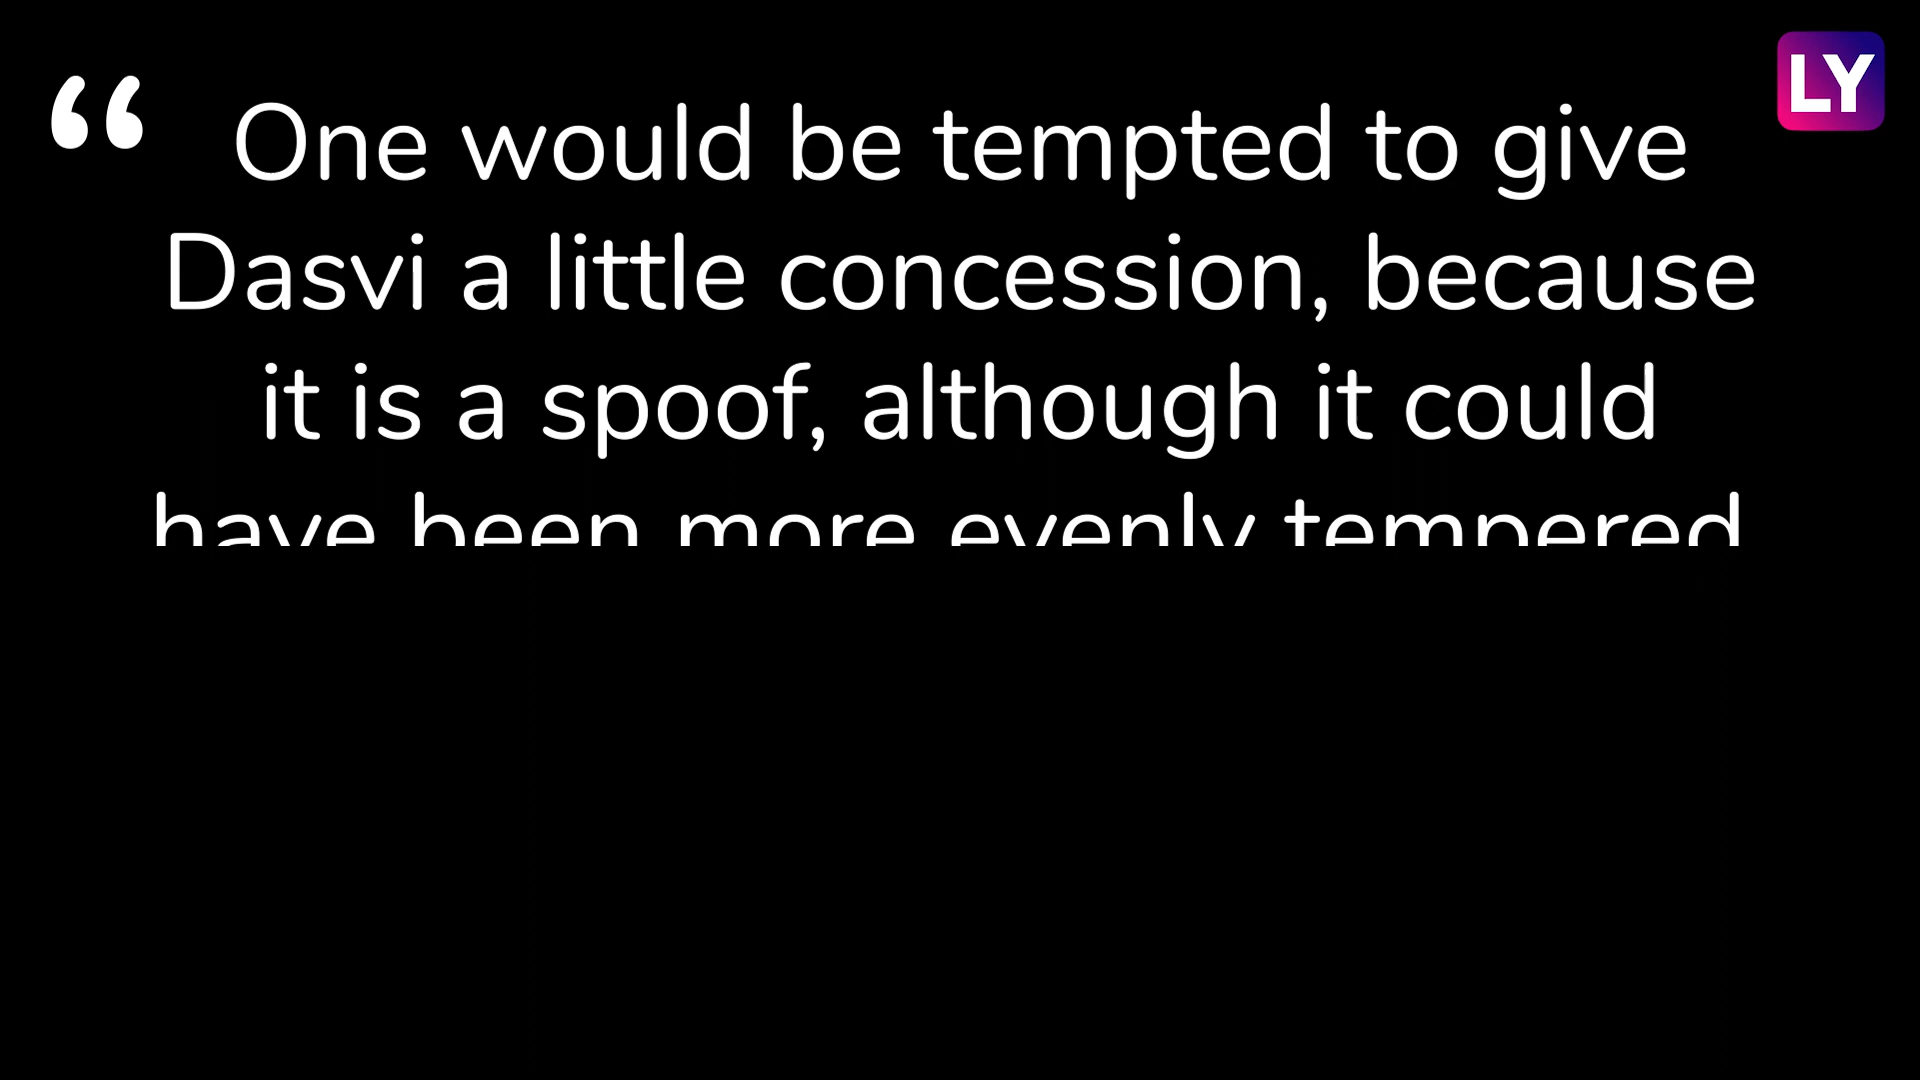 “ One would be tempted to give
Dasvi a little concession, because
it is a spoof, although it could
have been more evenly tempered
LY